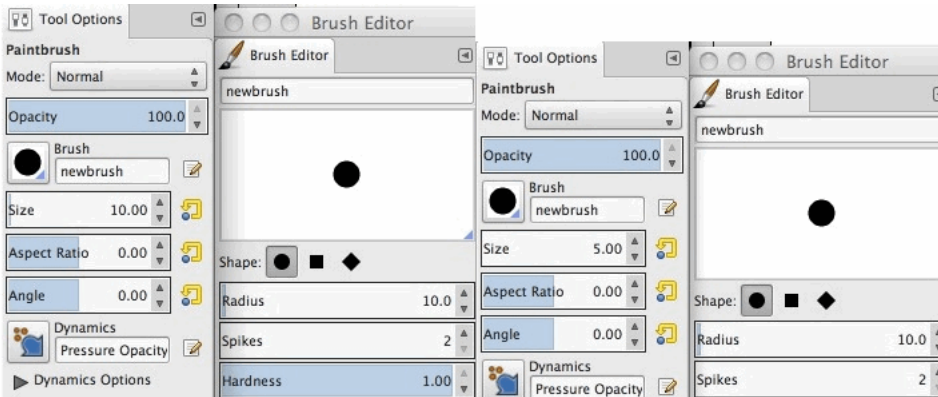 Tool Options
Paintbrush
Mode: Normal
Opacity 100.0
Brush
newbrush
Size 10.00
Aspect Ratio 0.00
Angle 0.00
Dynamics
Pressure Opacity
Dynamics Options
Brush Editor
Brush Editor
newbrush
Shape:
Radius 10.0
Spikes 2
Hardness 1.00
Tool Options
Paintbrush
Mode: Normal
Opacity 100.0
Brush
newbrush
Size 5.00
Aspect Ratio 0.00
Angle 0.00
Dynamics
Pressure Opacity
Brush Editor
Brush Editor
newbrush
Shape:
Radius 10.0
Spikes 2